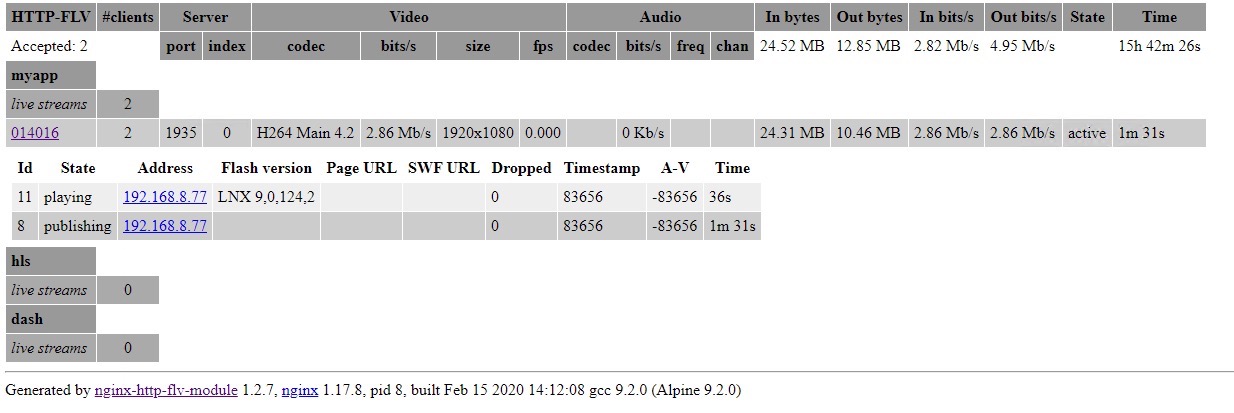 HTTP-FLV #clients Server Video Audio In bytes Out bytes In bits/s Out bits/s State Time
Accepted: 2 port index codec bits/s size fps codec bits/s freq chan 24.52 MB 12.85 MB 2.82 Mb/s 4.95 Mb/s 15h 42m 26s
myapp
live streams 2
014016 2 1935 0 H264 Main 4.2 2.86 Mb/s 1920x1080 0.000 0 Kb/s 24.31 MB 10.46 MB 2.86 Mb/s 2.86 Mb/s active 1m 31s
Id State Address Flash version Page URL SWF URL Dropped Timestamp A-V Time
11 playing 192.168.8.77 LNX 9,0,124,2 0 83656 -83656 36s
8 publishing 192.168.8.77 0 83656 -83656 1m 31s
hls
live streams 0
dash
live streams 0
Generated by nginx-http-flv-module 1.2.7, nginx 1.17.8, pid 8, built Feb 15 2020 14:12:08 gcc 9.2.0 (Alpine 9.2.0)